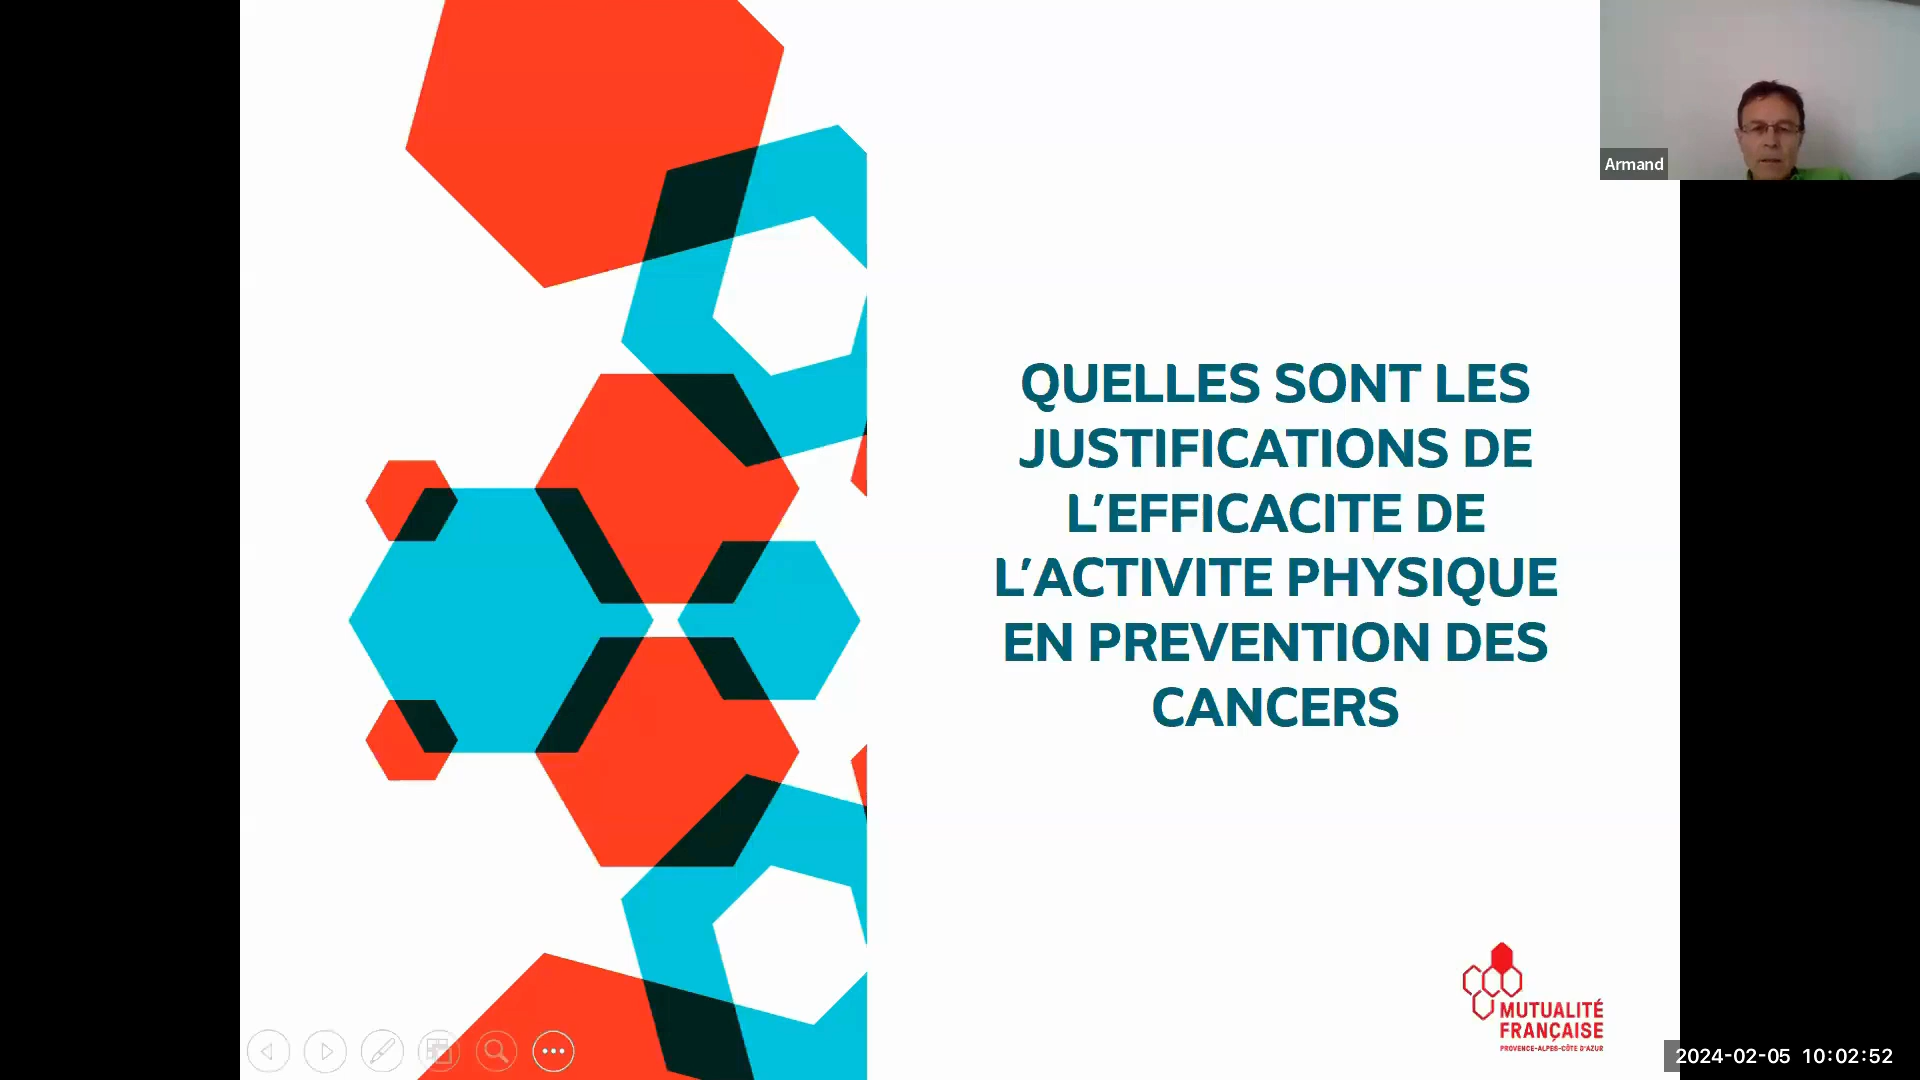 Armand
QUELLES SONT LES
JUSTIFICATIONS DE
L'EFFICACITE DE
L'ACTIVITE PHYSIQUE
EN PREVENTION DES
CANCERS
MUTUALITÉ
FRANÇAISE
PROVENCE-ALPES-CÔTE D'AZUR
2024-02-05 10:02:52